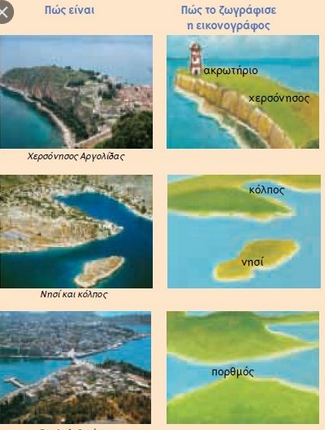 Πώς είναι
Πώς το ζωγράφισε
η εικονογράφος
ακρωτήριο
χερσόνησος
Χερσόνησος Αργολίδας
κόλπος
νησί
Νησί και κόλπος
πορθμός